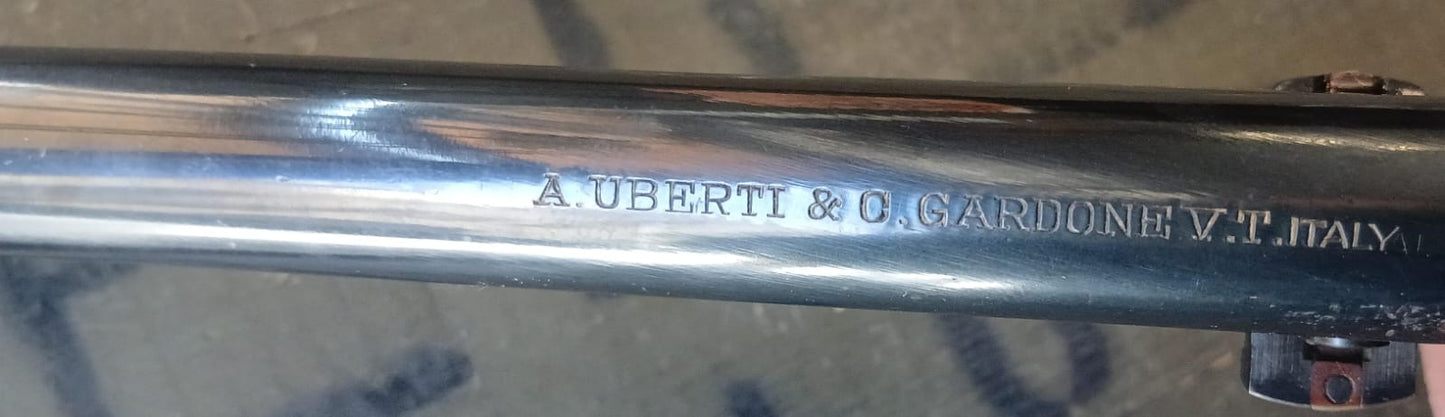 A. UBERTI & C. GARDONE V.T. ITALY